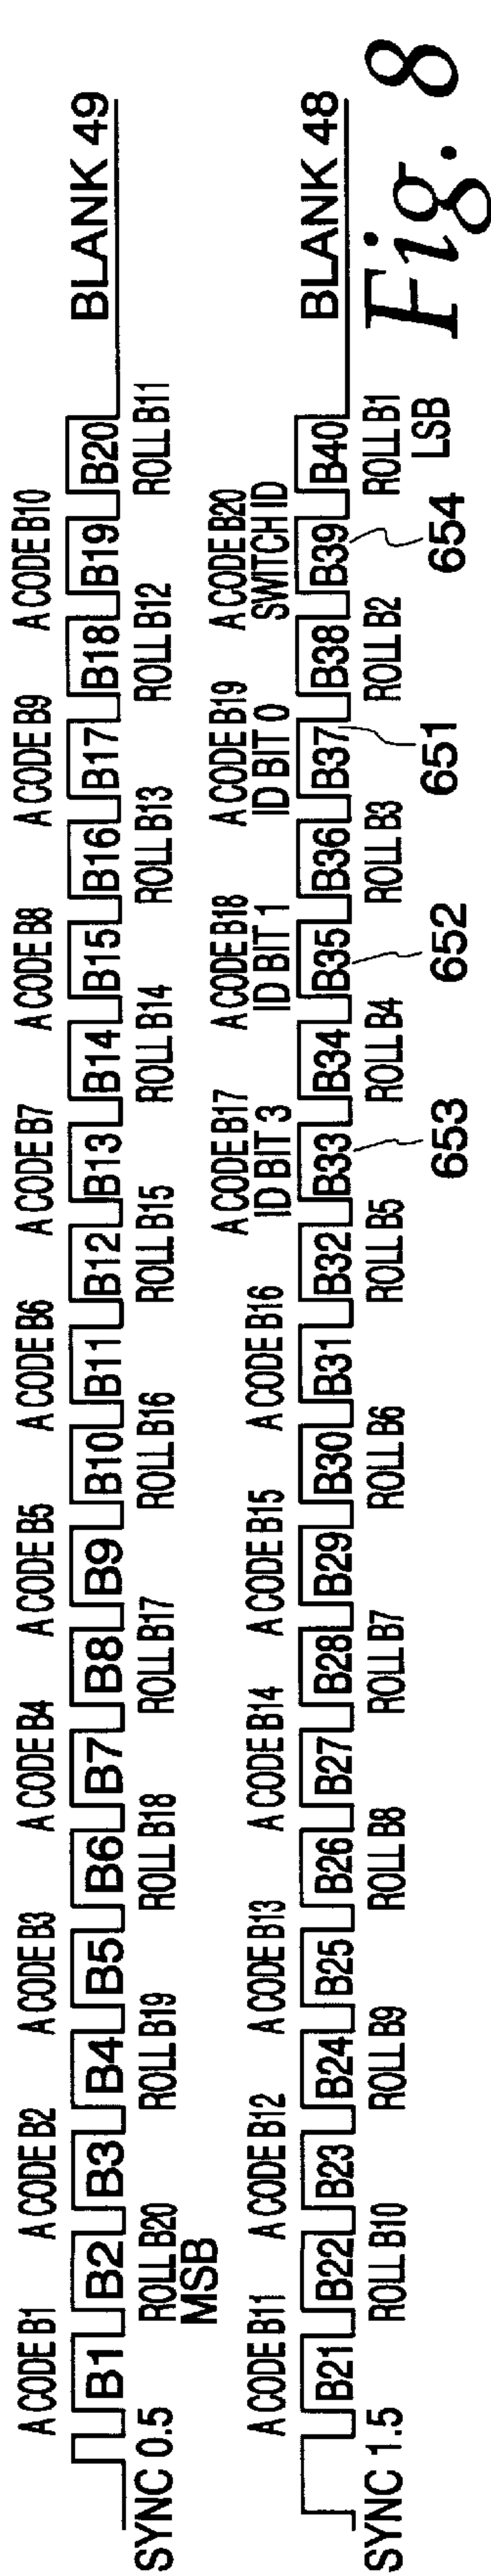 A CODE B1 A CODE B2 A CODE B3 A CODE B4 A CODE B5 A CODE B6 A CODE B7 A CODE B8 A CODE B9 A CODE B10
B1 B2 B3 B4 B5 B6 B7 B8 B9 B10 B11 B12 B13 B14 B15 B16 B17 B18 B19 B20 BLANK 49
SYNC 0.5 ROLL B20 ROLL B19 ROLL B18 ROLL B17 ROLL B16 ROLL B15 ROLL B14 ROLL B13 ROLL B12 ROLL B11
MSB
A CODE B17 A CODE B18 A CODE B19 A CODE B20
A CODE B11 A CODE B12 A CODE B13 A CODE B14 A CODE B15 A CODE B16 ID BIT 3 ID BIT 1 ID BIT 0 SWITCH ID
B21 B22 B23 B24 B25 B26 B27 B28 B29 B30 B31 B32 B33 B34 B35 B36 B37 B38 B39 B40 BLANK 48
SYNC 1.5 ROLL B10 ROLL B9 ROLL B8 ROLL B7 ROLL B6 ROLL B5 ROLL B4 ROLL B3 ROLL B2 ROLL B1
LSB
653 652 651 654
Fig. 8